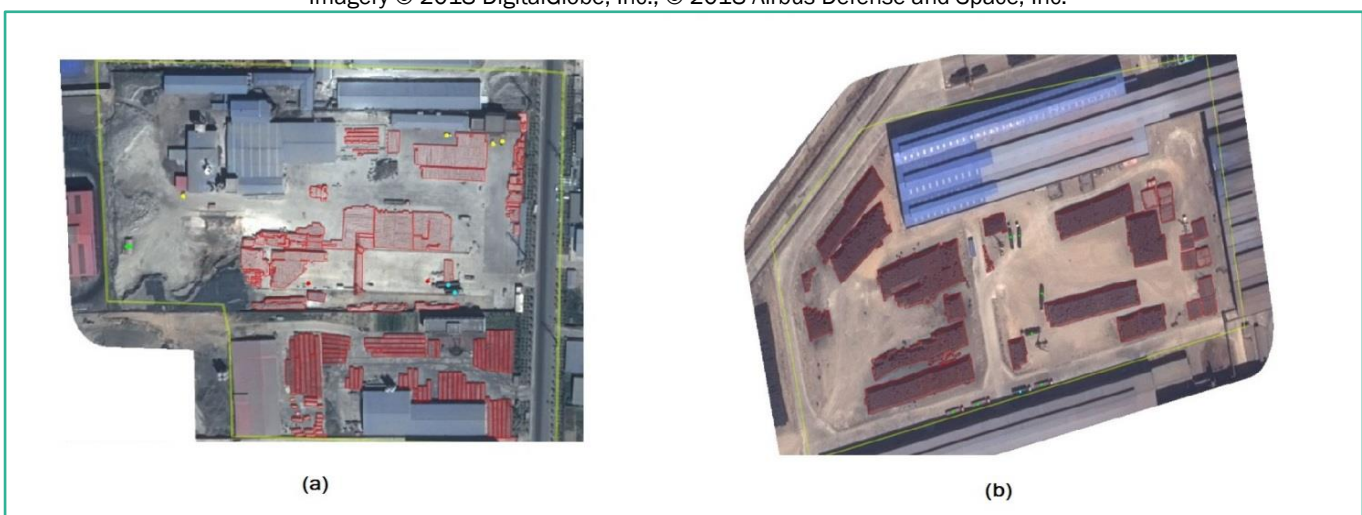 Imagery © 2018 DigitalGlobe, Inc., © 2018 Airbus Defense and Space, Inc.
(a)
(b)